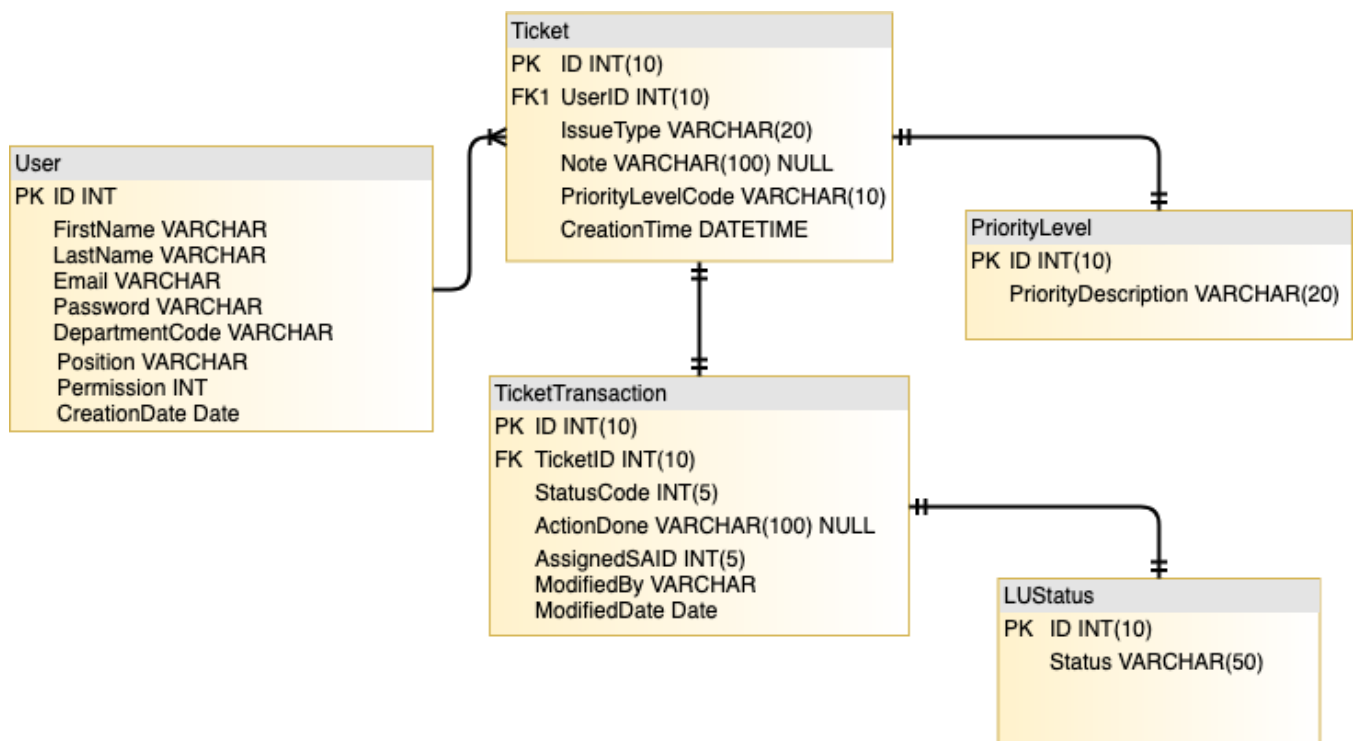 Ticket
PK ID INT(10)
FK1 UserID INT(10)
IssueType VARCHAR(20)
Note VARCHAR(100) NULL
PriorityLevelCode VARCHAR(10)
CreationTime DATETIME
User
PK ID INT
FirstName VARCHAR
LastName VARCHAR
Email VARCHAR
Password VARCHAR
DepartmentCode VARCHAR
Position VARCHAR
Permission INT
CreationDate Date
PriorityLevel
PK ID INT(10)
PriorityDescription VARCHAR(20)
TicketTransaction
PK ID INT(10)
FK TicketID INT(10)
StatusCode INT(5)
ActionDone VARCHAR(100) NULL
AssignedSAID INT(5)
ModifiedBy VARCHAR
ModifiedDate Date
LUStatus
PK ID INT(10)
Status VARCHAR(50)